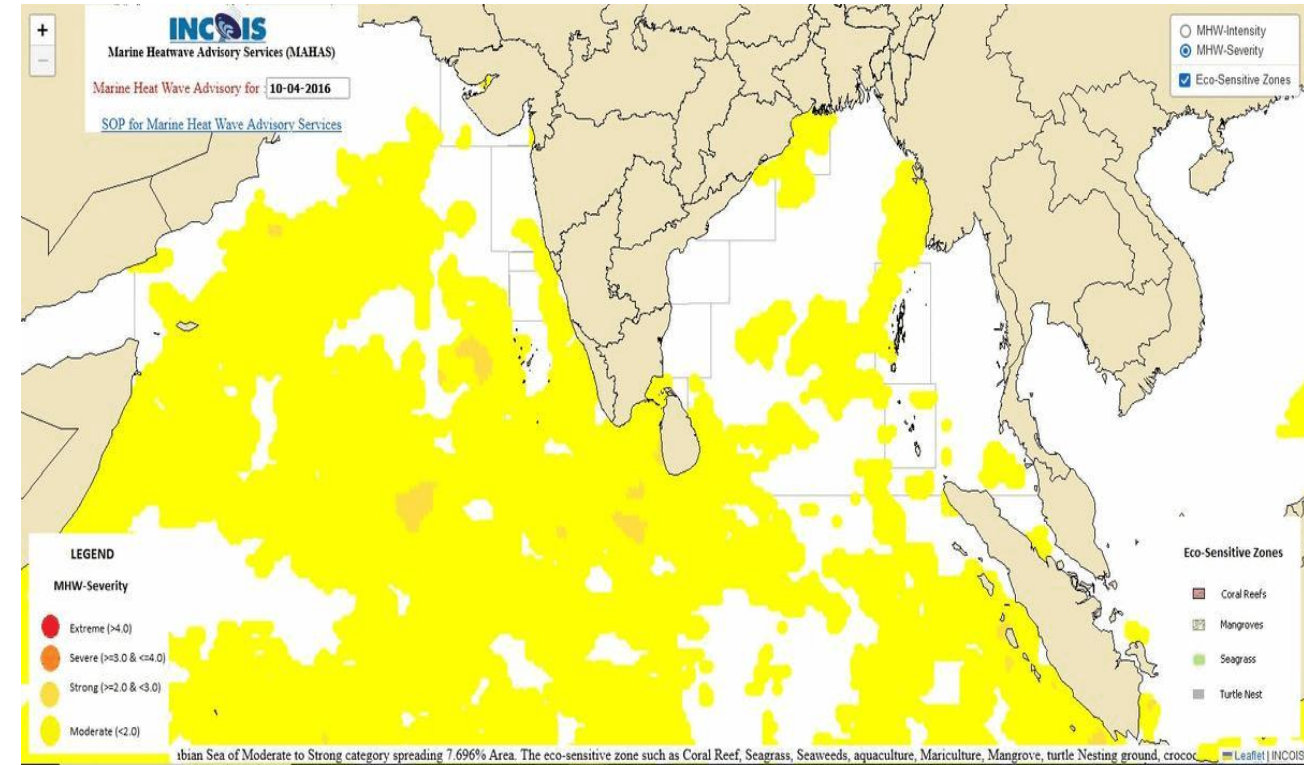 +
INCOIS
Marine Heatwave Advisory Services (MAHAS)
Marine Heat Wave Advisory for : 10-04-2016
SOP for Marine Heat Wave Advisory Services
−
MHW-Intensity
MHW-Severity
Eco-Sensitive Zones
LEGEND
MHW-Severity
Extreme (>4.0)
Severe (>=3.0 & <=4.0)
Strong (>=2.0 & <3.0)
Moderate (<2.0)
Eco-Sensitive Zones
Coral Reefs
Mangroves
Seagrass
Turtle Nest
bian Sea of Moderate to Strong category spreading 7.696% Area. The eco-sensitive zone such as Coral Reef, Seagrass, Seaweeds, aquaculture, Mariculture, Mangrove, turtle Nesting ground, crococ
Leaflet | INCOIS